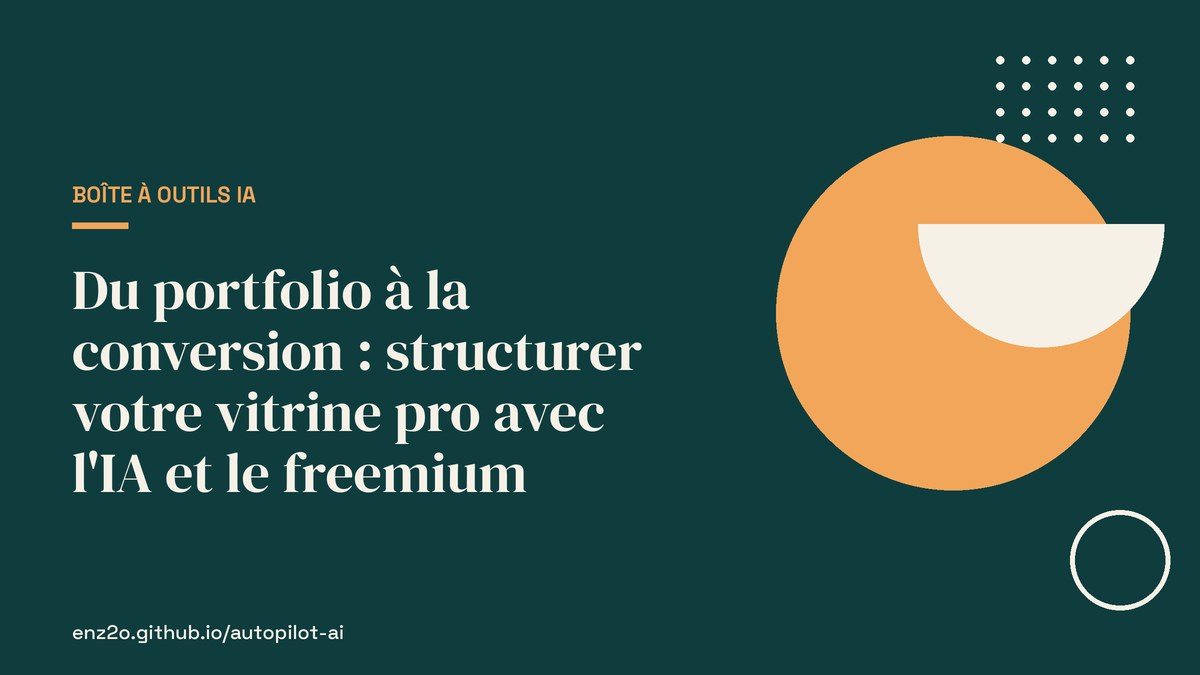 BOÎTE À OUTILS IA
Du portfolio à la
conversion : structurer
votre vitrine pro avec
l'IA et le freemium
enz2o.github.io/autopilot-ai